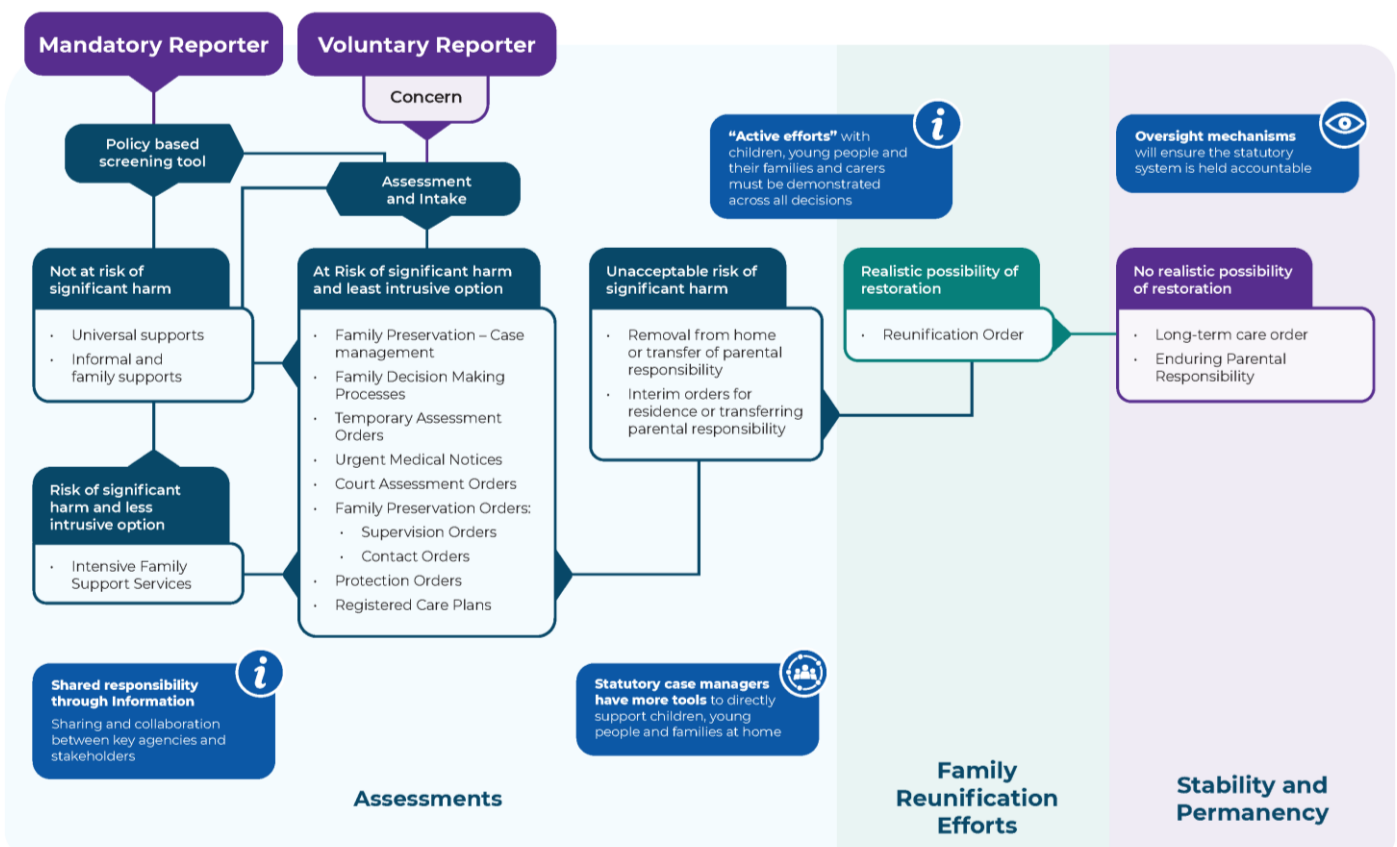 Mandatory Reporter
Voluntary Reporter
Concern
Policy based
screening tool
Assessment
and Intake
“Active efforts” with
children, young people and
their families and carers
must be demonstrated
across all decisions
Oversight mechanisms
will ensure the statutory
system is held accountable
Not at risk of
significant harm
• Universal supports
• Informal and
family supports
Risk of significant
harm and less
intrusive option
• Intensive Family
Support Services
At Risk of significant harm
and least intrusive option
• Family Preservation – Case
management
• Family Decision Making
Processes
• Temporary Assessment
Orders
• Urgent Medical Notices
• Court Assessment Orders
• Family Preservation Orders:
• Supervision Orders
• Contact Orders
• Protection Orders
• Registered Care Plans
Unacceptable risk of
significant harm
• Removal from home
or transfer of parental
responsibility
• Interim orders for
residence or transferring
parental responsibility
Realistic possibility of
restoration
• Reunification Order
No realistic possibility
of restoration
• Long-term care order
• Enduring Parental
Responsibility
Shared responsibility
through Information
Sharing and collaboration
between key agencies and
stakeholders
Statutory case managers
have more tools to directly
support children, young
people and families at home
Assessments
Family
Reunification
Efforts
Stability and
Permanency